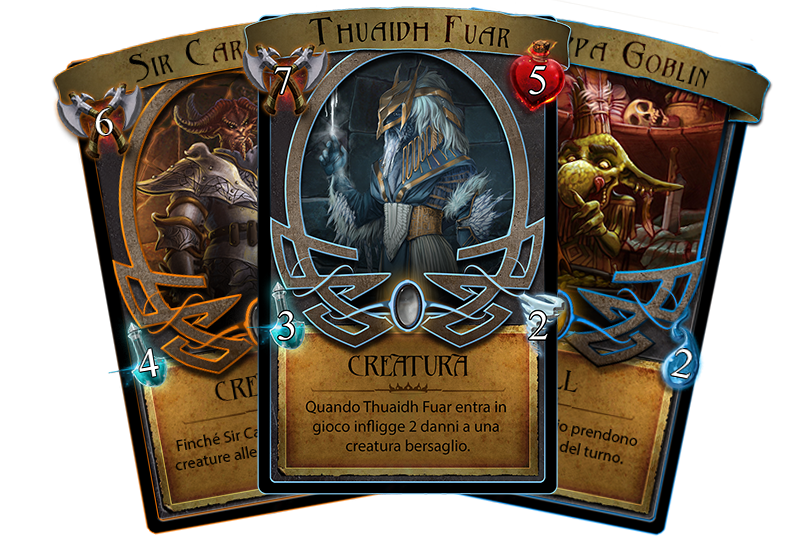 Sir Car
6
4
Finché Sir Ca
creature alle
Thuaidh Fuar
7
5
3
2
CREATURA
Quando Thuaidh Fuar entra in
gioco infligge 2 danni a una
creatura bersaglio.
Goblin
2
prendono
del turno.